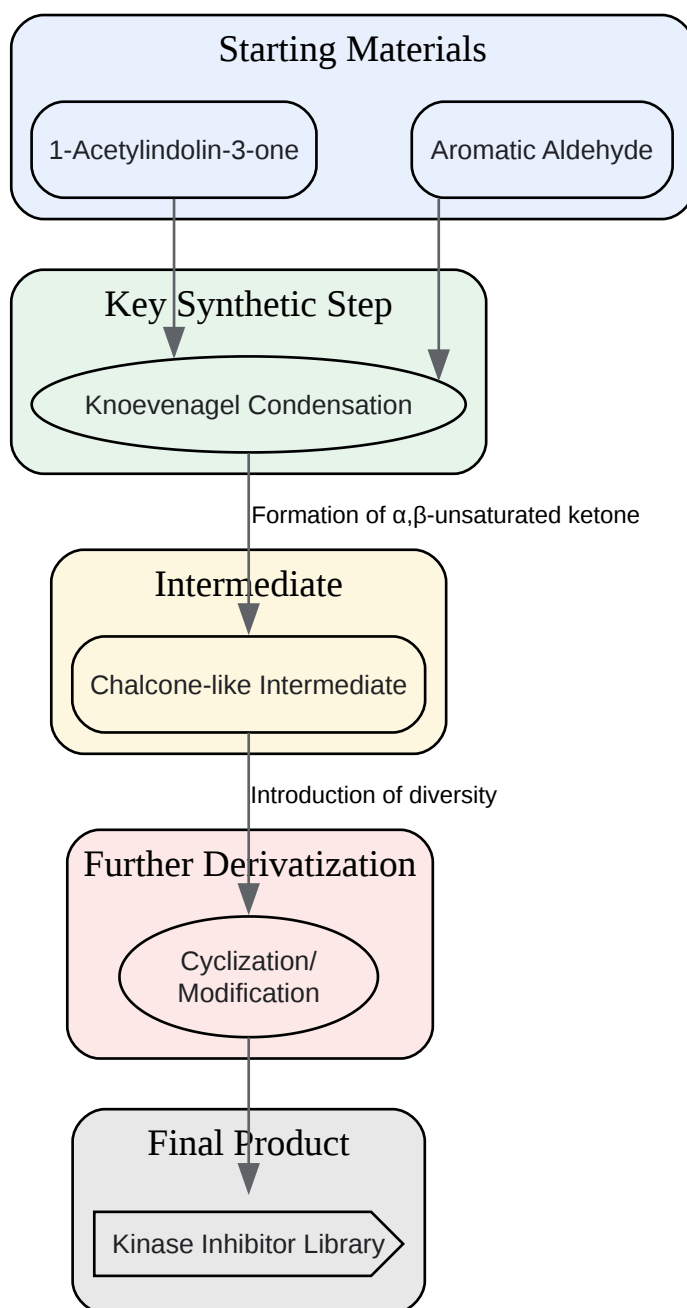 Starting Materials
1-Acetylindolin-3-one
Aromatic Aldehyde
Key Synthetic Step
Knoevenagel Condensation
Formation of α,β-unsaturated ketone
Intermediate
Chalcone-like Intermediate
Introduction of diversity
Further Derivatization
Cyclization/
Modification
Final Product
Kinase Inhibitor Library